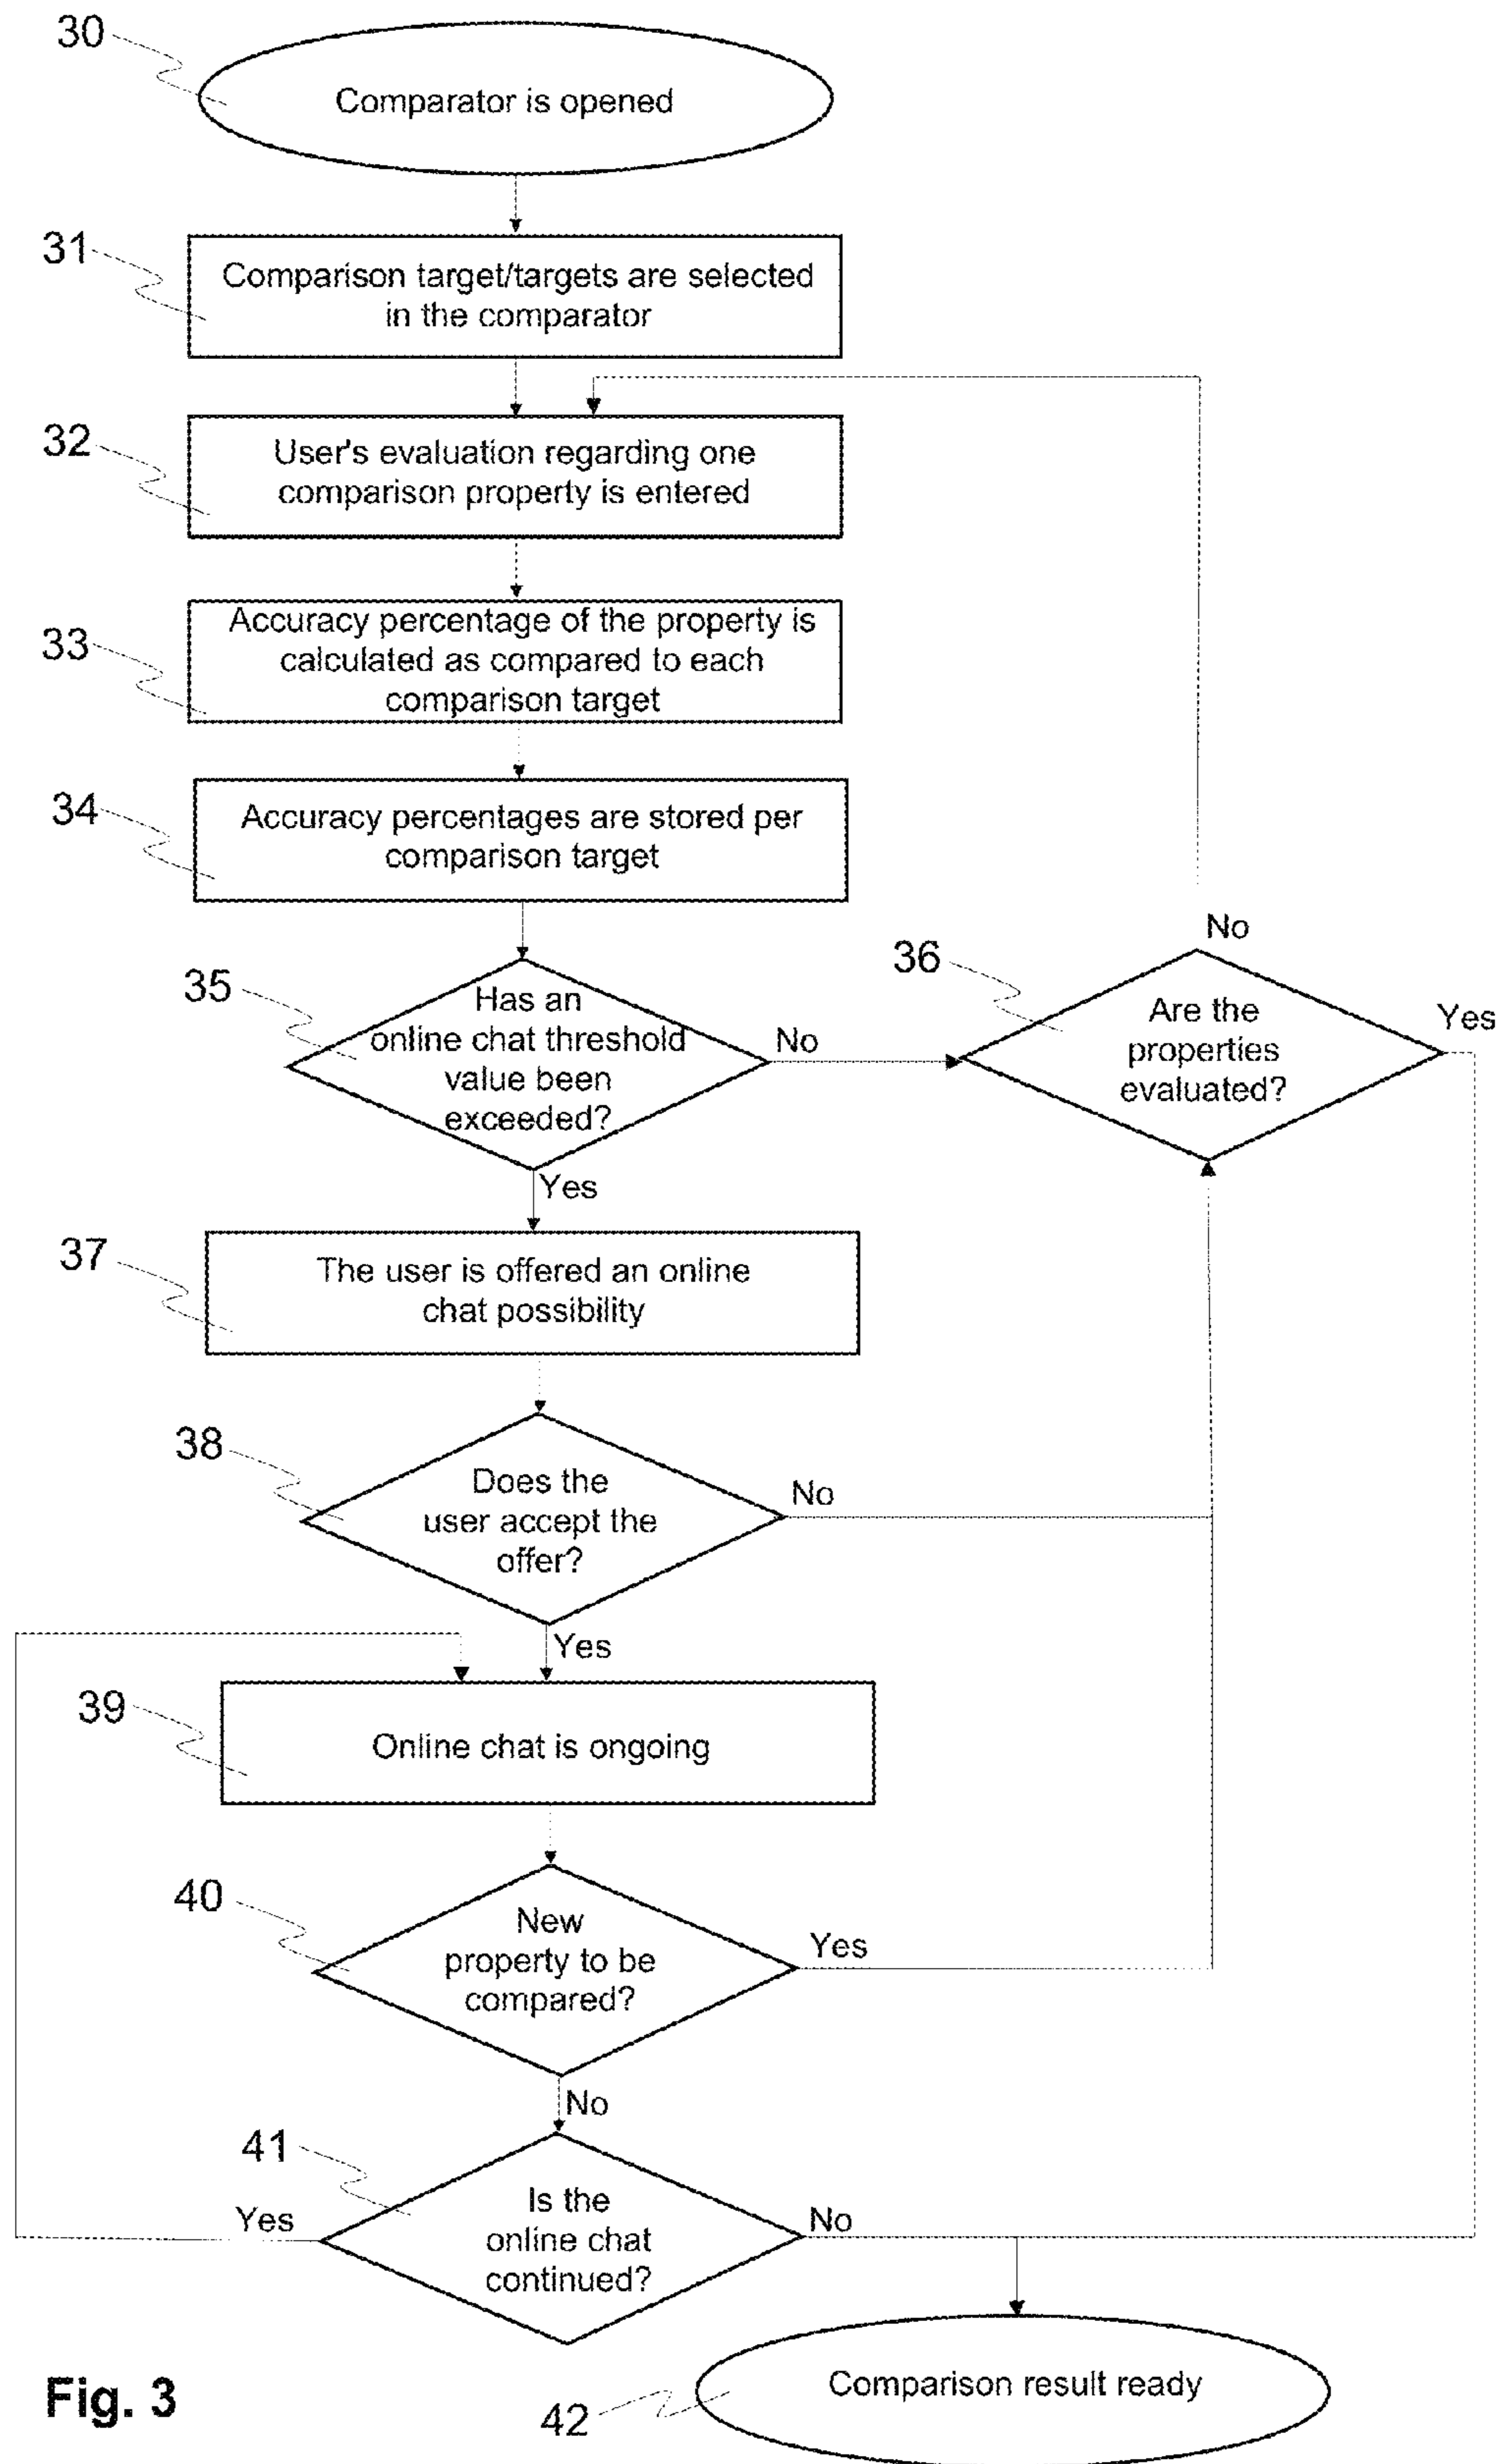 30
Comparator is opened
31
Comparison target/targets are selected
in the comparator
32
User's evaluation regarding one
comparison property is entered
33
Accuracy percentage of the property is
calculated as compared to each
comparison target
34
Accuracy percentages are stored per
comparison target
35
Has an
online chat threshold
value been
exceeded?
No
Yes
36
No
Are the
properties
evaluated?
Yes
37
The user is offered an online
chat possibility
38
Does the
user accept the
offer?
No
Yes
39
Online chat is ongoing
40
New
property to be
compared?
Yes
No
41
Is the
online chat
continued?
Yes
No
42
Comparison result ready
Fig. 3